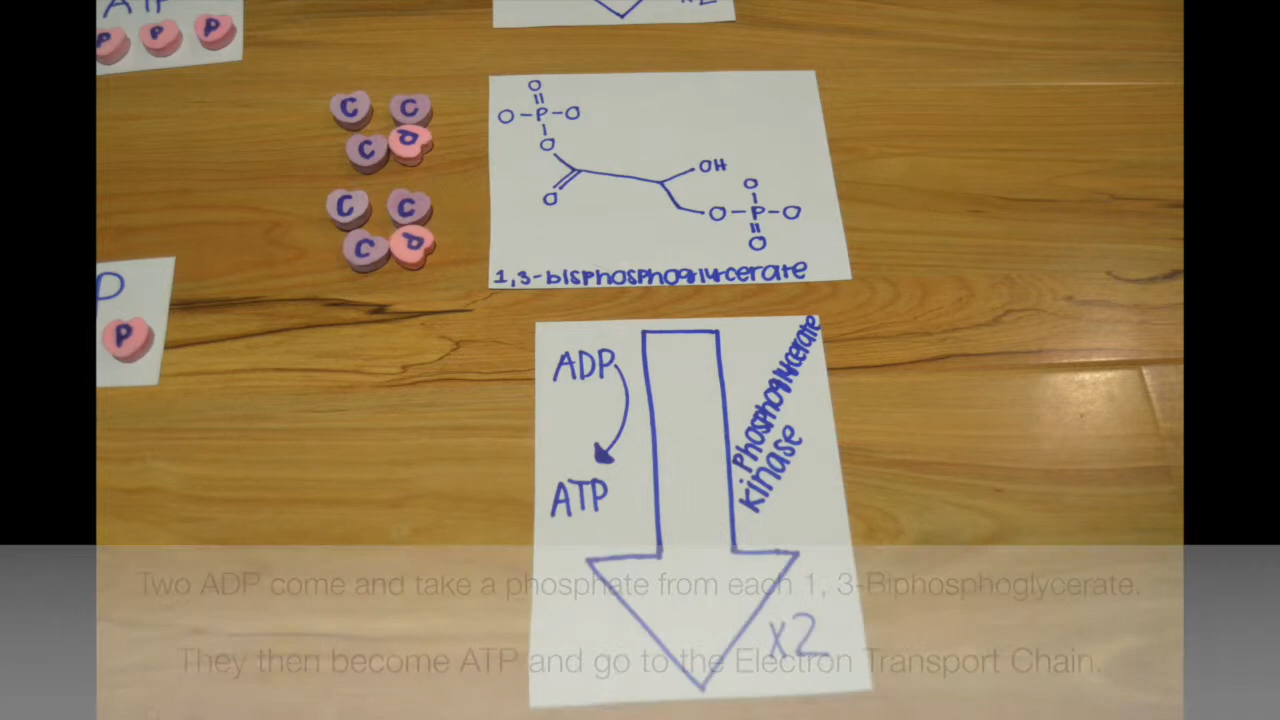 ATP
P P P
x2
C C
C P
C C
C P
P
O
O-P-O
O
O
OH
O
O-P-O
O
1,3-bisphosphoglycerate
ADP
ATP
Phosphoglycerate
kinase
x2
Two ADP come and take a phosphate from each 1, 3-Biphosphoglycerate.
They then become ATP and go to the Electron Transport Chain.